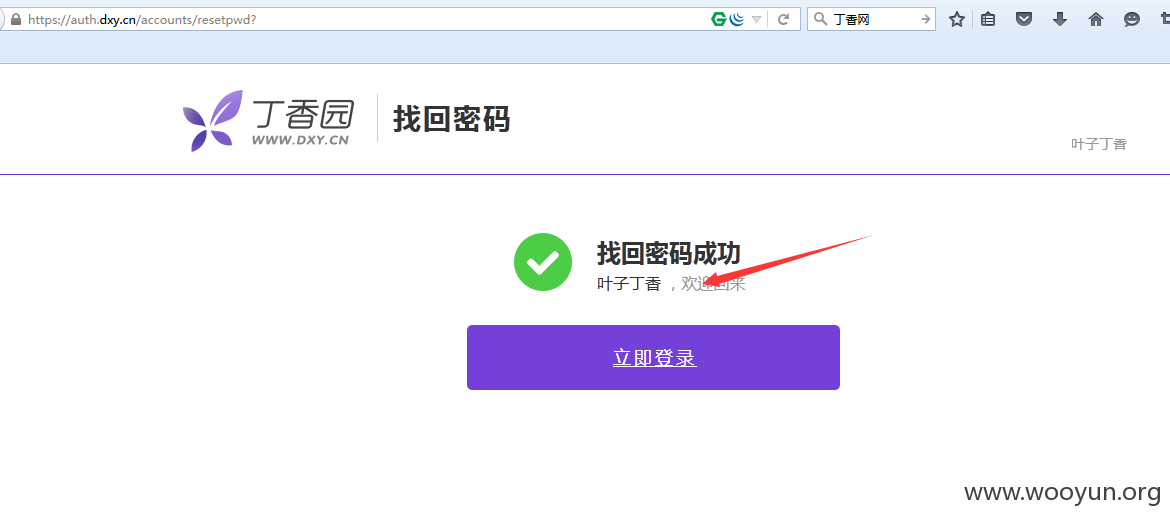 https://auth.dxy.cn/accounts/resetpwd?
丁香网
丁香园
WWW.DXY.CN
找回密码
叶子丁香
找回密码成功
叶子丁香 ，欢迎回来
立即登录
www.wooyun.org